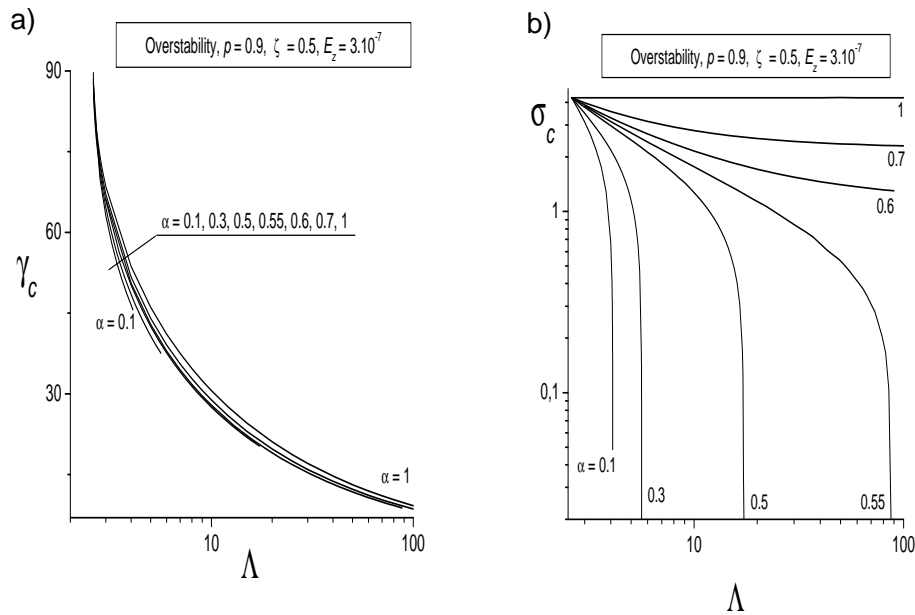 a)
Overstability, p = 0.9, ζ = 0.5, E_z = 3.10^-7
90
60
30
γ_c
α = 0.1, 0.3, 0.5, 0.55, 0.6, 0.7, 1
α = 0.1
α = 1
10
100
Λ
b)
Overstability, p = 0.9, ζ = 0.5, E_z = 3.10^-7
σ_c
1
0,1
1
0.7
0.6
α = 0.1
0.3
0.5
0.55
10
100
Λ